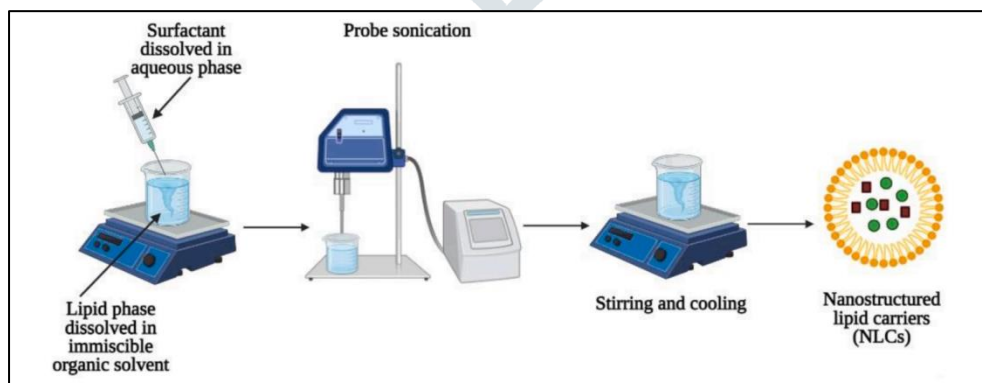 Surfactant
dissolved in
aqueous phase
Probe sonication
Lipid phase
dissolved in
immiscible
organic solvent
Stirring and cooling
Nanostructured
lipid carriers
(NLCs)